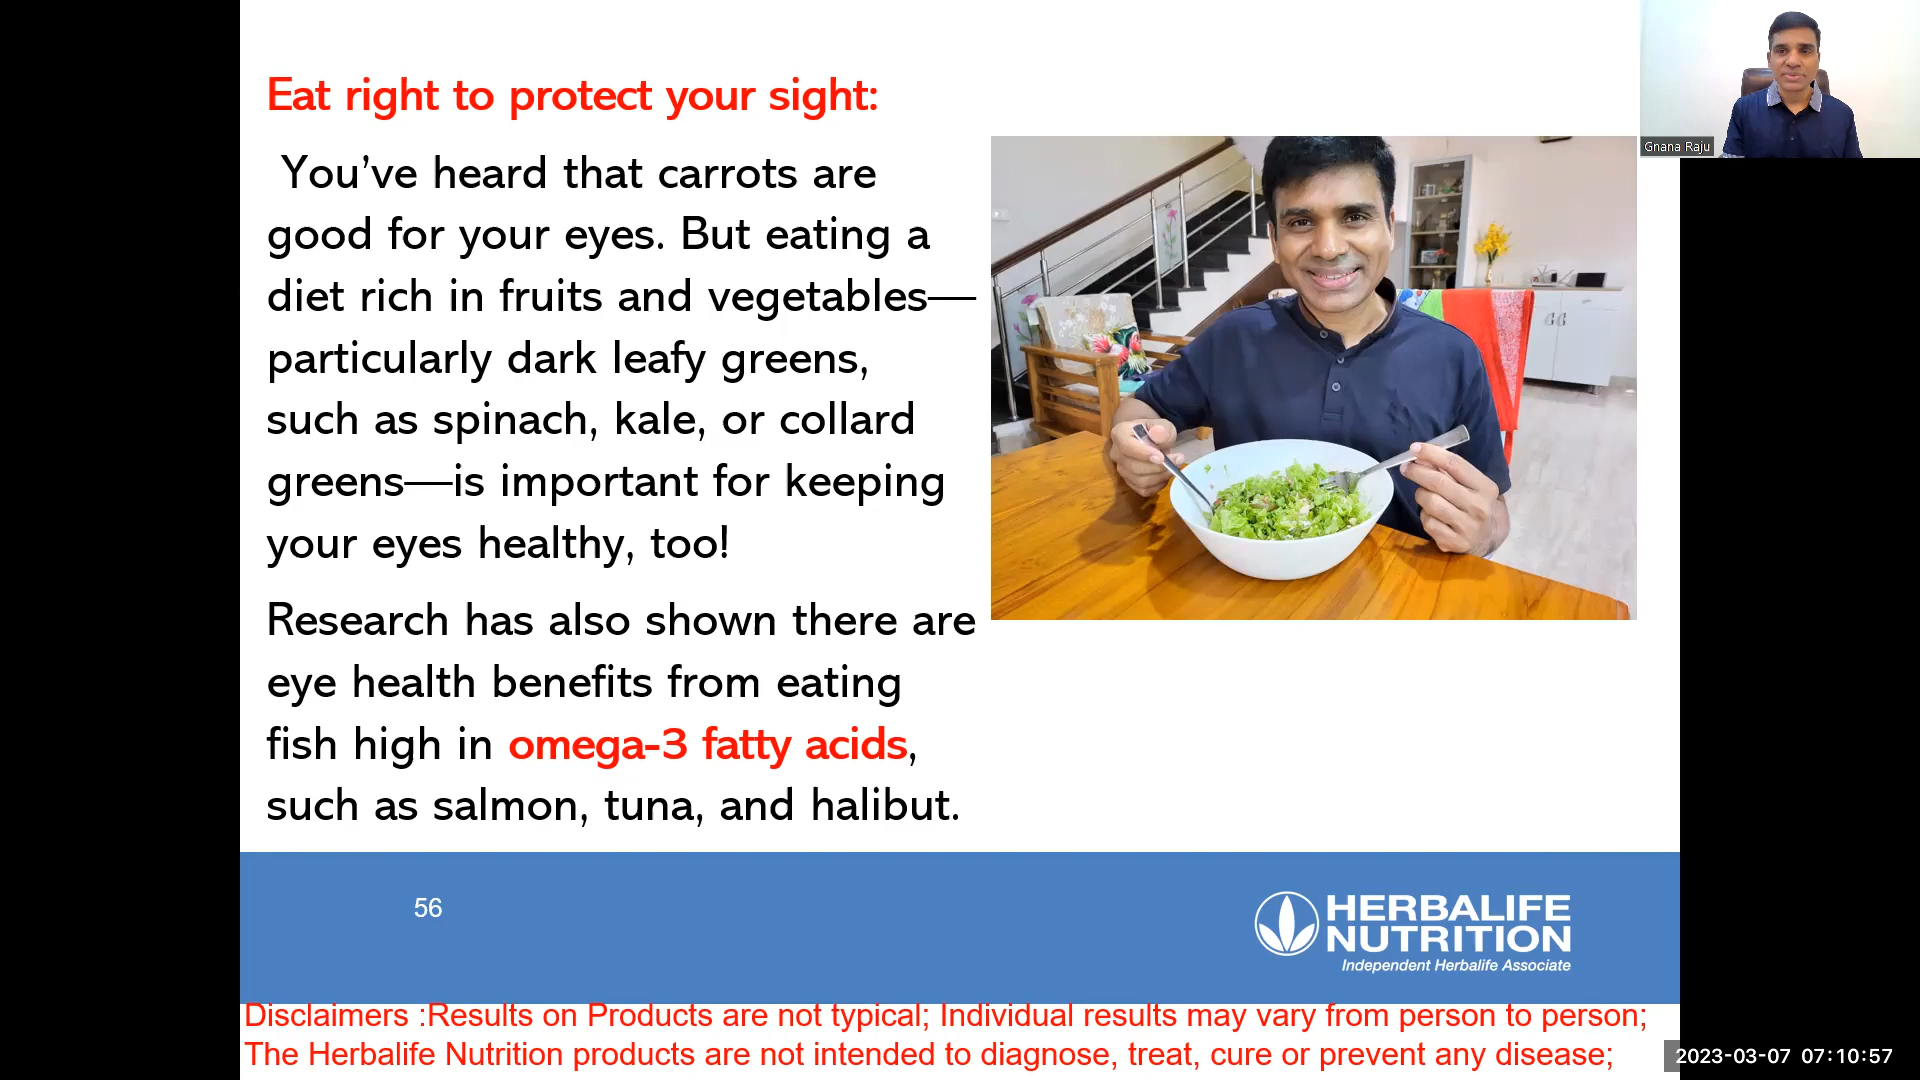 Eat right to protect your sight:
You’ve heard that carrots are
good for your eyes. But eating a
diet rich in fruits and vegetables—
particularly dark leafy greens,
such as spinach, kale, or collard
greens—is important for keeping
your eyes healthy, too!
Research has also shown there are
eye health benefits from eating
fish high in omega-3 fatty acids,
such as salmon, tuna, and halibut.
Gnana Raju
56
HERBALIFE
NUTRITION
Independent Herbalife Associate
Disclaimers :Results on Products are not typical; Individual results may vary from person to person;
The Herbalife Nutrition products are not intended to diagnose, treat, cure or prevent any disease;
2023-03-07 07:10:57